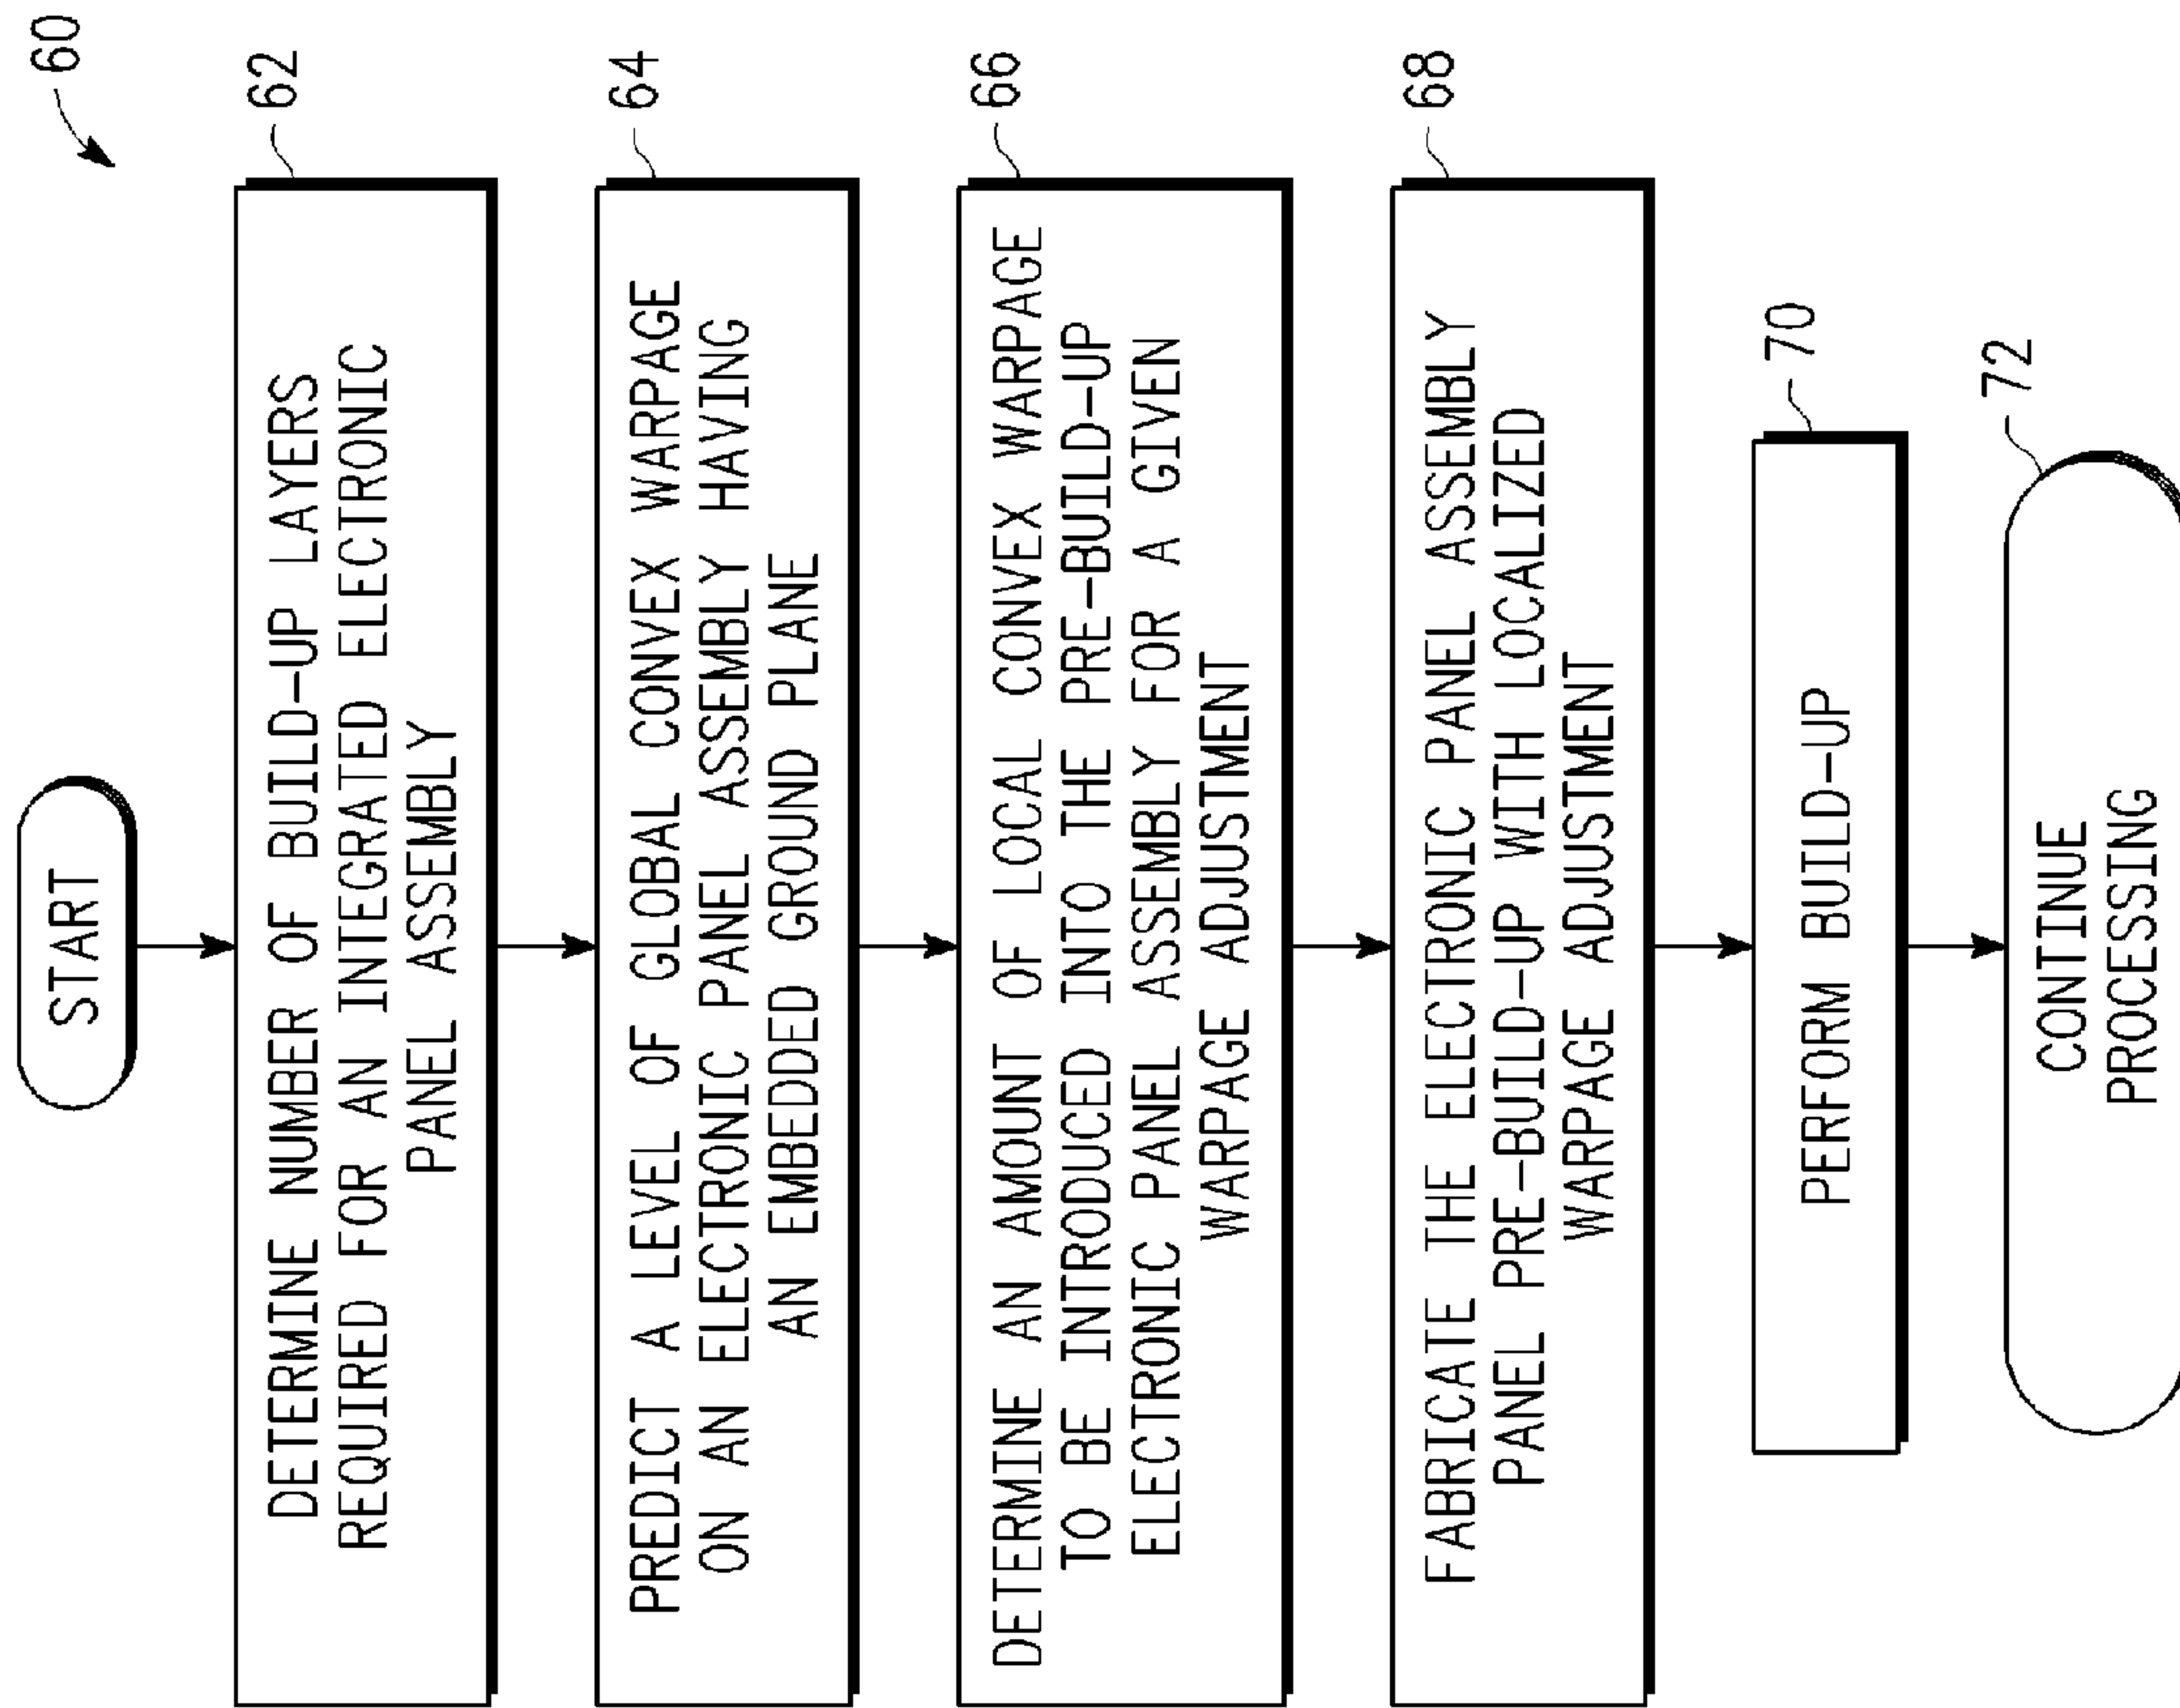 60
START
62
DETERMINE NUMBER OF BUILD-UP LAYERS
REQUIRED FOR AN INTEGRATED ELECTRONIC
PANEL ASSEMBLY
64
PREDICT A LEVEL OF GLOBAL CONVEX WARPAGE
ON AN ELECTRONIC PANEL ASSEMBLY HAVING
AN EMBEDDED GROUND PLANE
66
DETERMINE AN AMOUNT OF LOCAL CONVEX WARPAGE
TO BE INTRODUCED INTO THE PRE-BUILD-UP
ELECTRONIC PANEL ASSEMBLY FOR A GIVEN
WARPAGE ADJUSTMENT
68
FABRICATE THE ELECTRONIC PANEL ASSEMBLY
PANEL PRE-BUILD-UP WITH LOCALIZED
WARPAGE ADJUSTMENT
70
PERFORM BUILD-UP
72
CONTINUE
PROCESSING